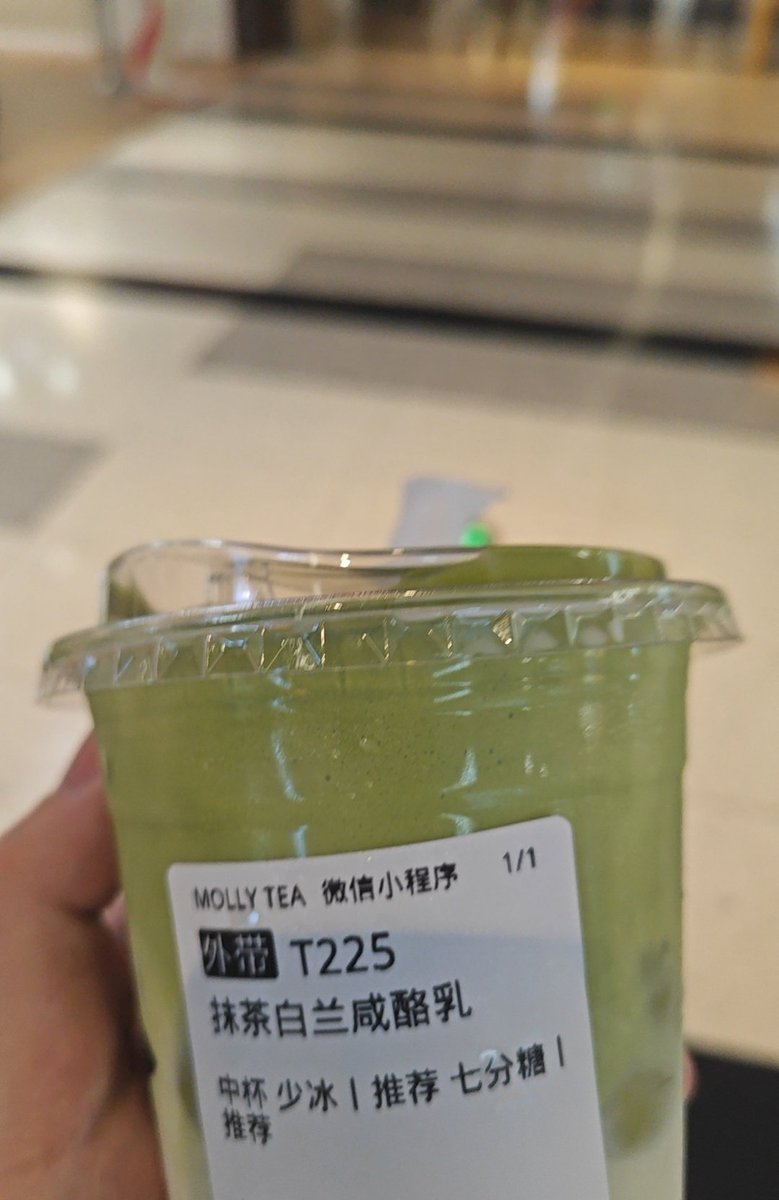 MOLLY TEA 微信小程序 1/1
外带 T225
抹茶白兰咸酪乳
中杯 少冰 | 推荐 七分糖 |
推荐